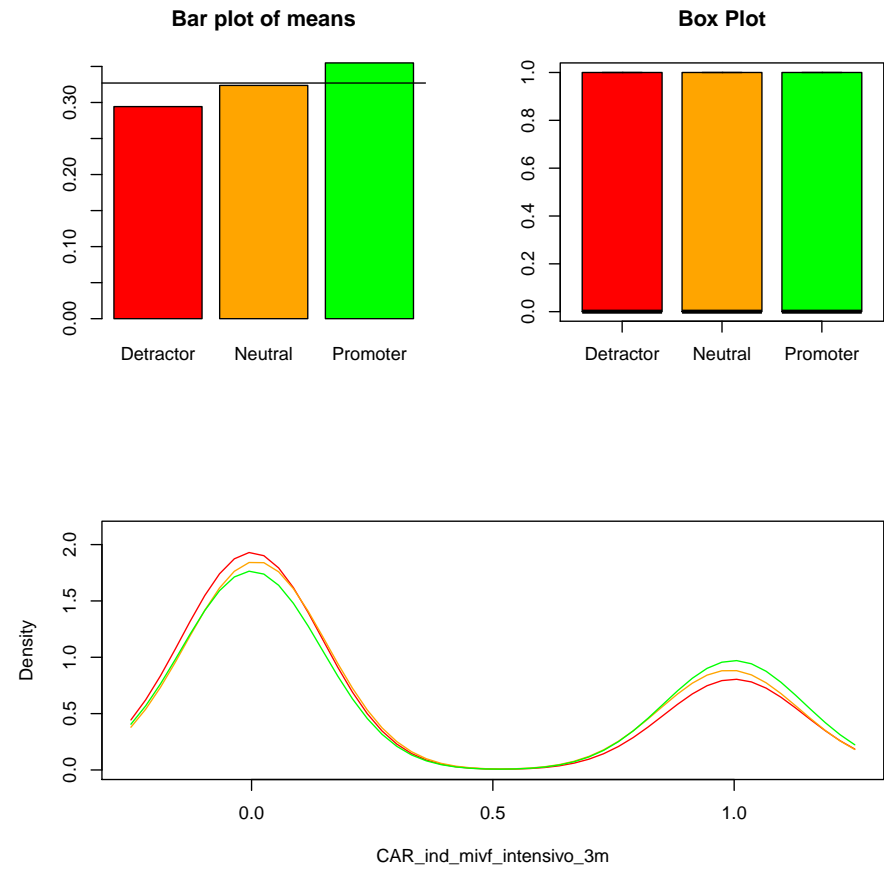 Bar plot of means
0.00 0.10 0.20 0.30
Detractor Neutral Promoter
Box Plot
0.0 0.2 0.4 0.6 0.8 1.0
Detractor Neutral Promoter
Density
0.0 0.5 1.0 1.5 2.0
0.0 0.5 1.0
CAR_ind_mivf_intensivo_3m